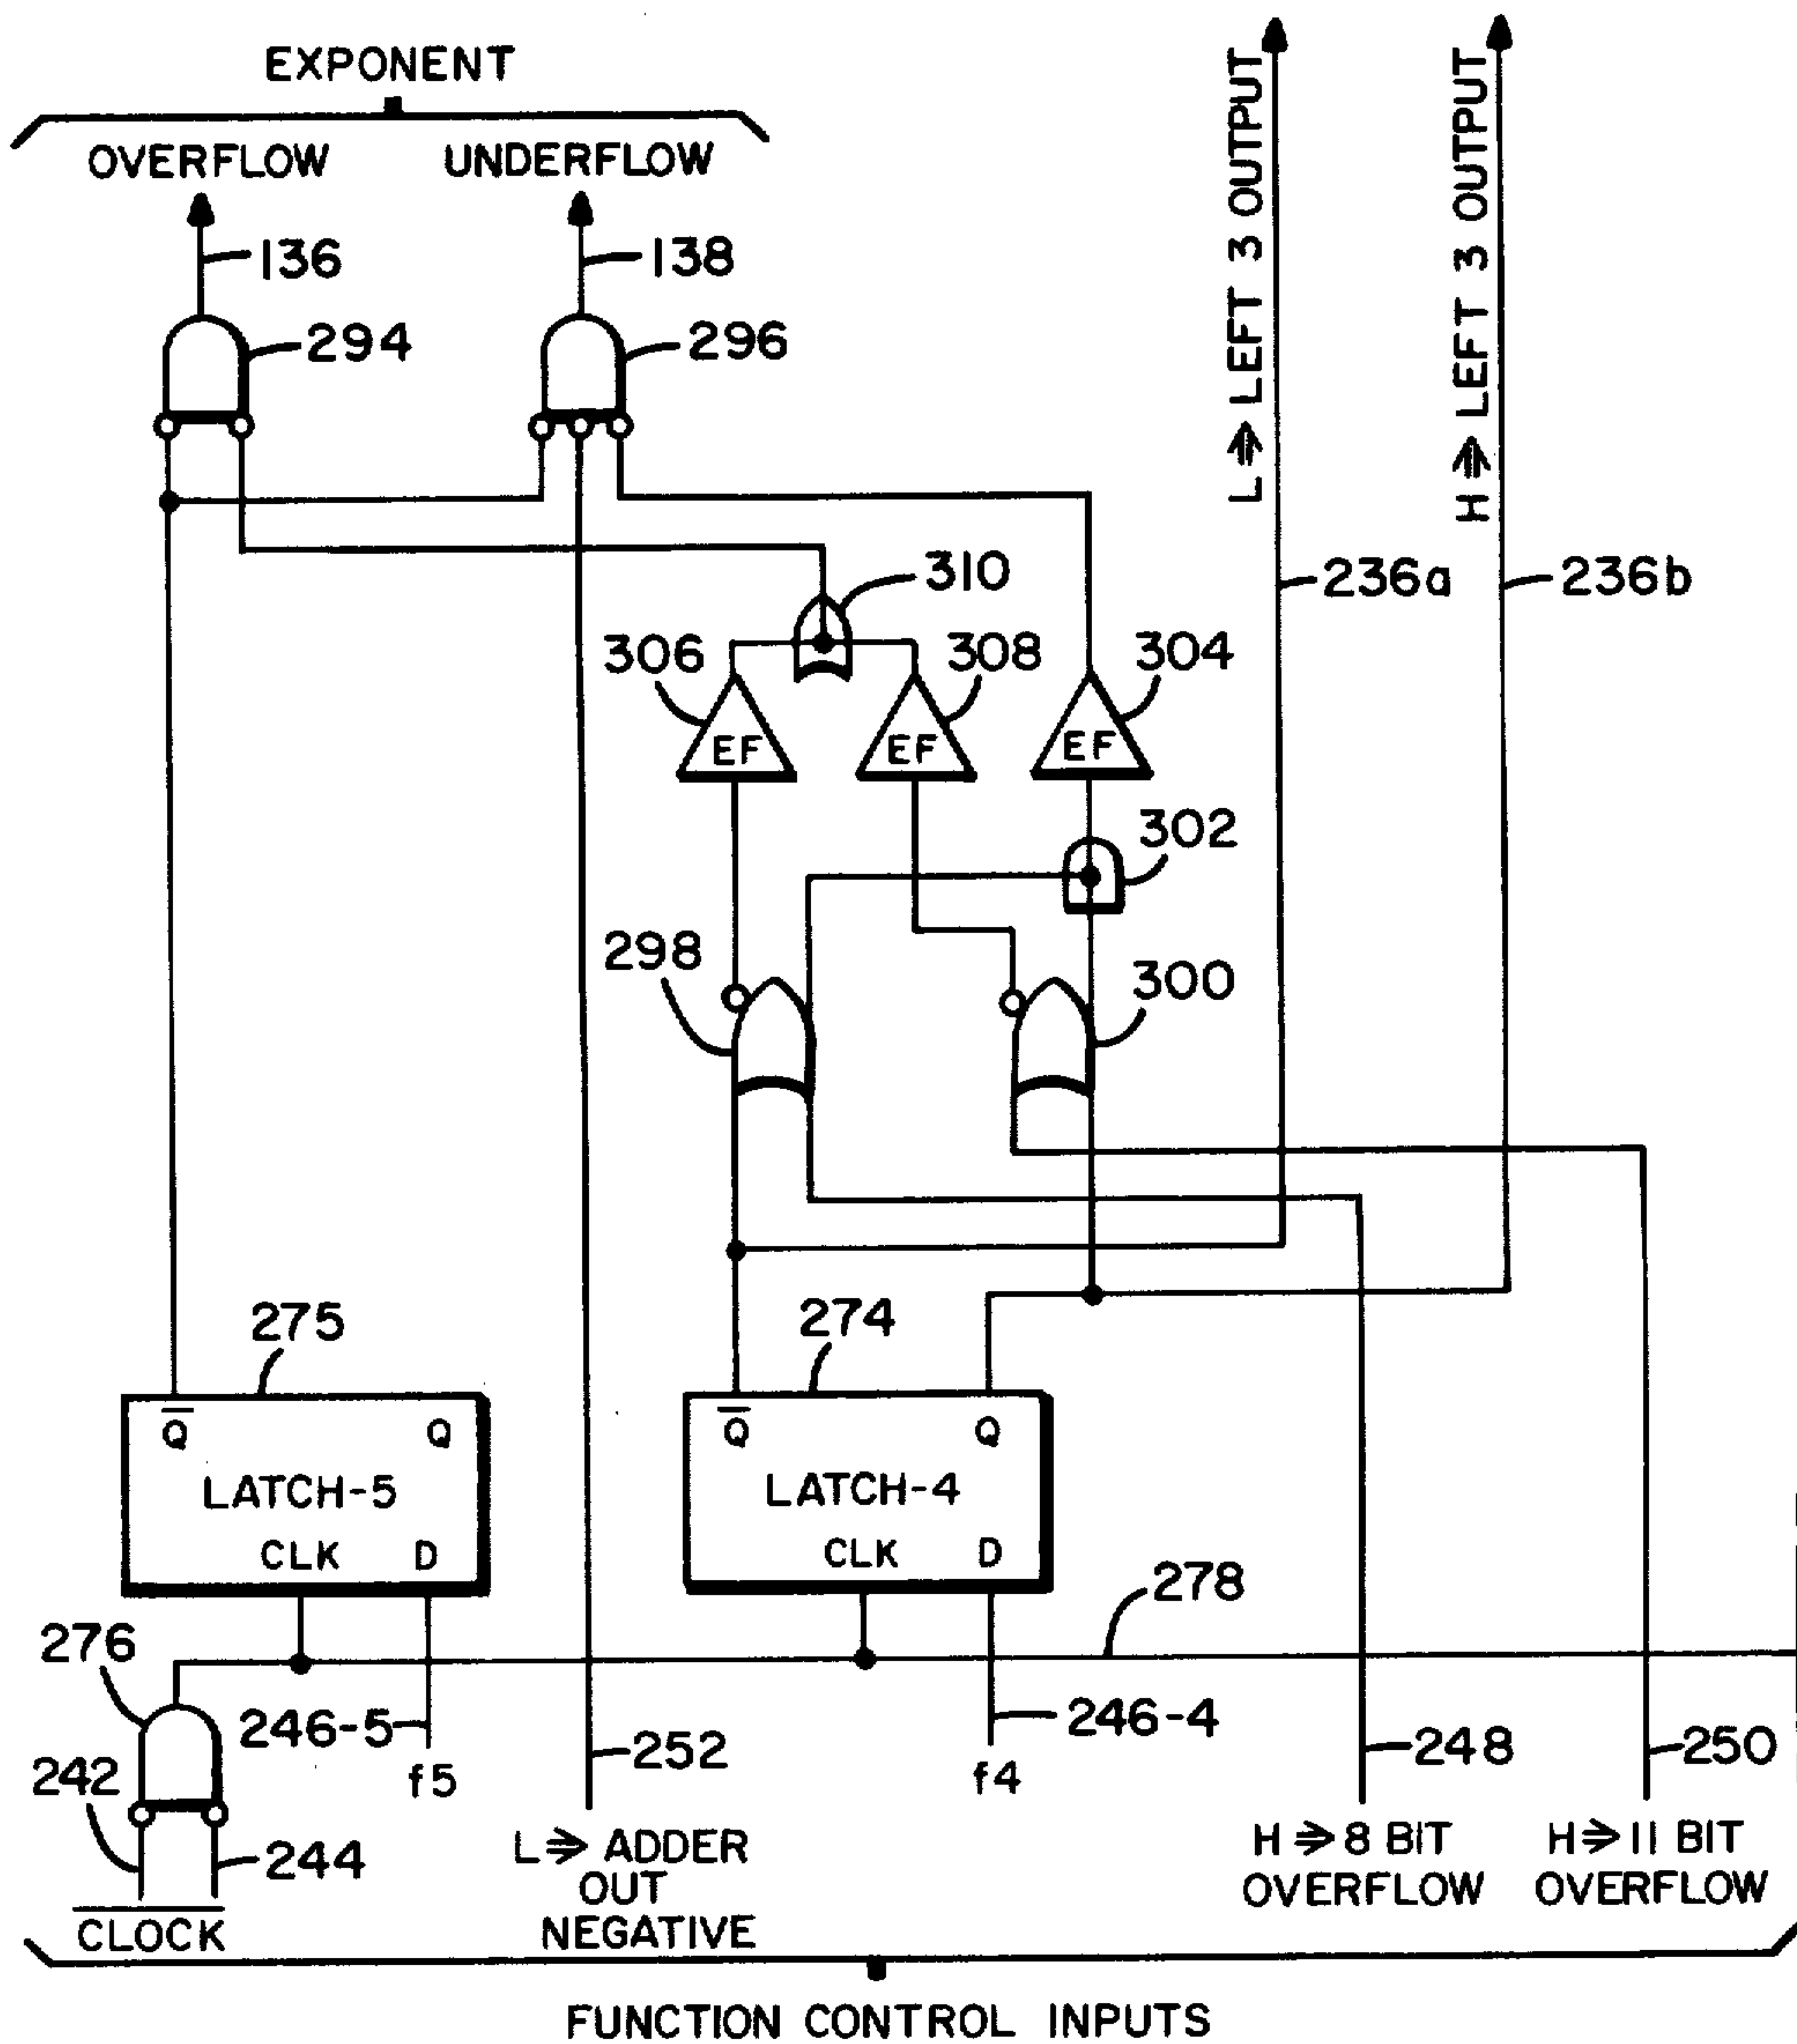 EXPONENT
OVERFLOW
UNDERFLOW
136
138
294
296
L⇒LEFT 3 OUTPUT
H⇒LEFT 3 OUTPUT
310
236a
236b
306
308
304
EF
EF
EF
302
298
300
275
274
Q̅
Q
LATCH-5
CLK D
Q̅
Q
LATCH-4
CLK D
278
276
246-5
246-4
242
f5
252
f4
248
250
244
L⇒ ADDER
OUT
NEGATIVE
H⇒8 BIT
OVERFLOW
H⇒11 BIT
OVERFLOW
C̅L̅O̅C̅K̅
FUNCTION CONTROL INPUTS